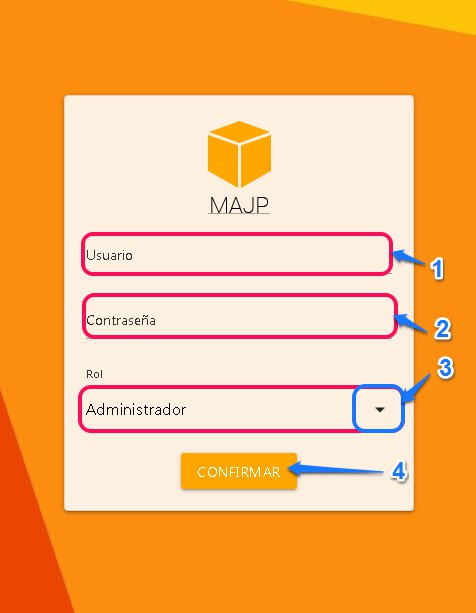 MAJP
Usuario
1
Contraseña
2
Rol
3
Administrador
CONFIRMAR
4